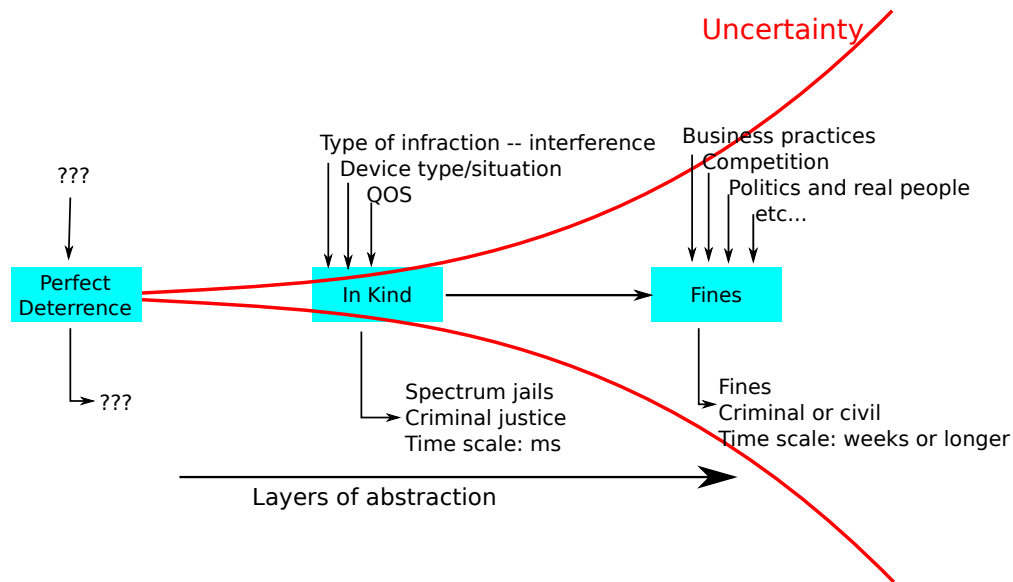 Uncertainty
Type of infraction -- interference
Device type/situation
QOS
Business practices
Competition
Politics and real people
etc...
???
Perfect
Deterrence
In Kind
Fines
???
Spectrum jails
Criminal justice
Time scale: ms
Fines
Criminal or civil
Time scale: weeks or longer
Layers of abstraction